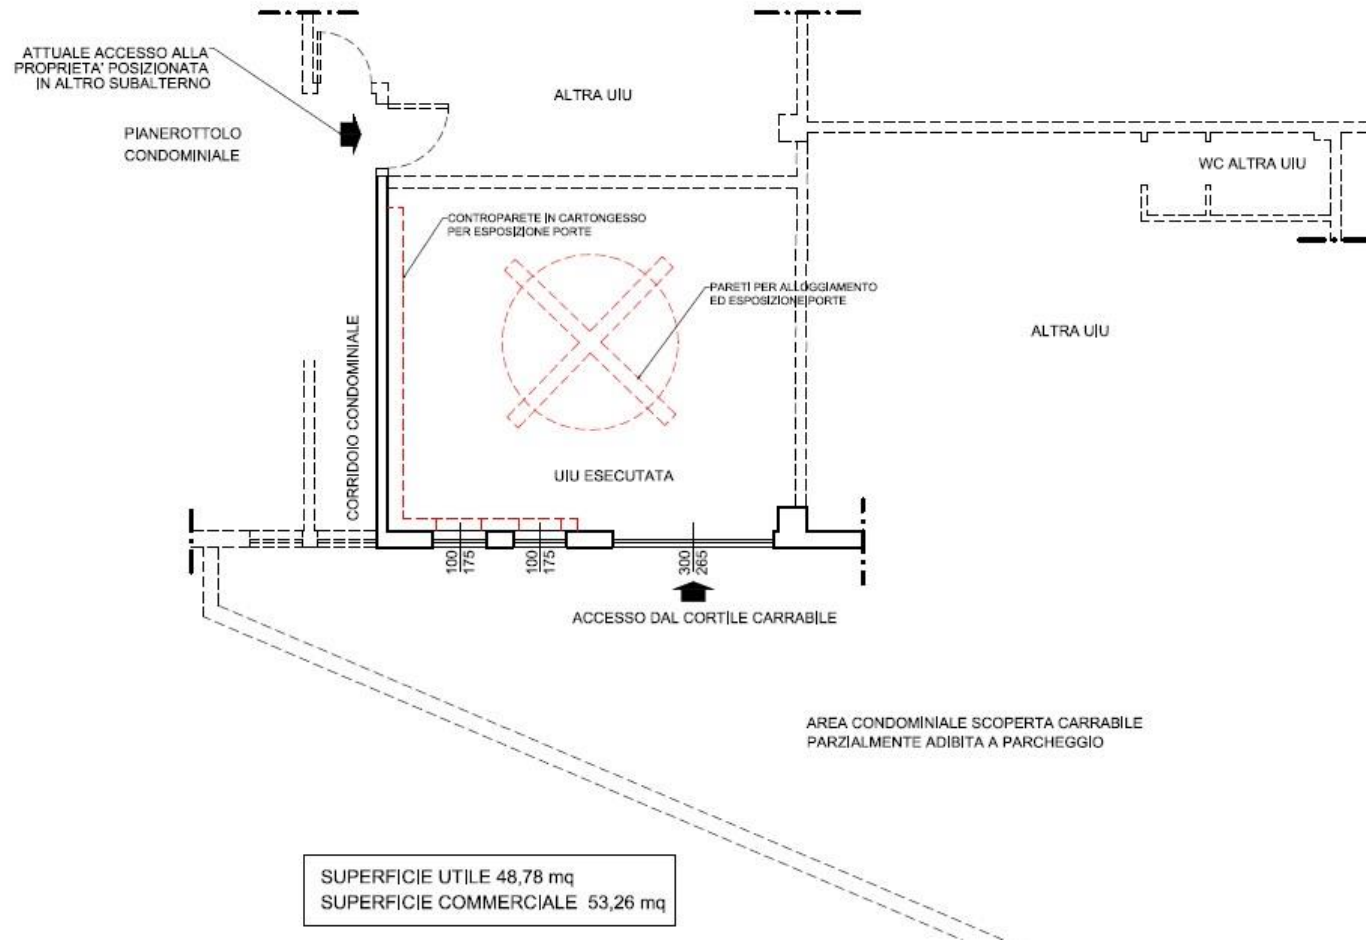 ATTUALE ACCESSO ALLA
PROPRIETA' POSIZIONATA
IN ALTRO SUBALTERNO
PIANEROTTOLO
CONDOMINIALE
ALTRA UIU
WC ALTRA UIU
CONTROPARETE IN CARTONGESSO
PER ESPOSIZIONE PORTE
PARETI PER ALLOGGIAMENTO
ED ESPOSIZIONE PORTE
ALTRA UIU
CORRIDOIO CONDOMINIALE
UIU ESECUTATA
100
175
100
175
300
265
ACCESSO DAL CORTILE CARRABILE
AREA CONDOMINIALE SCOPERTA CARRABILE
PARZIALMENTE ADIBITA A PARCHEGGIO
SUPERFICIE UTILE 48,78 mq
SUPERFICIE COMMERCIALE 53,26 mq